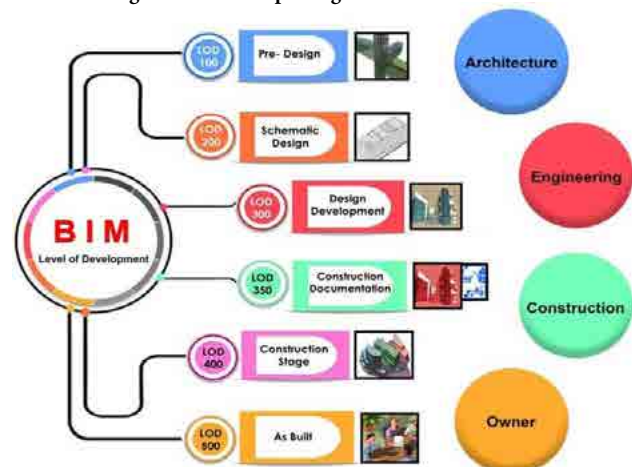 LOD
100
Pre- Design
Architecture
LOD
200
Schematic
Design
Engineering
LOD
300
Design
Development
BIM
Level of Development
LOD
350
Construction
Documentation
Construction
LOD
400
Construction
Stage
LOD
500
As Built
Owner